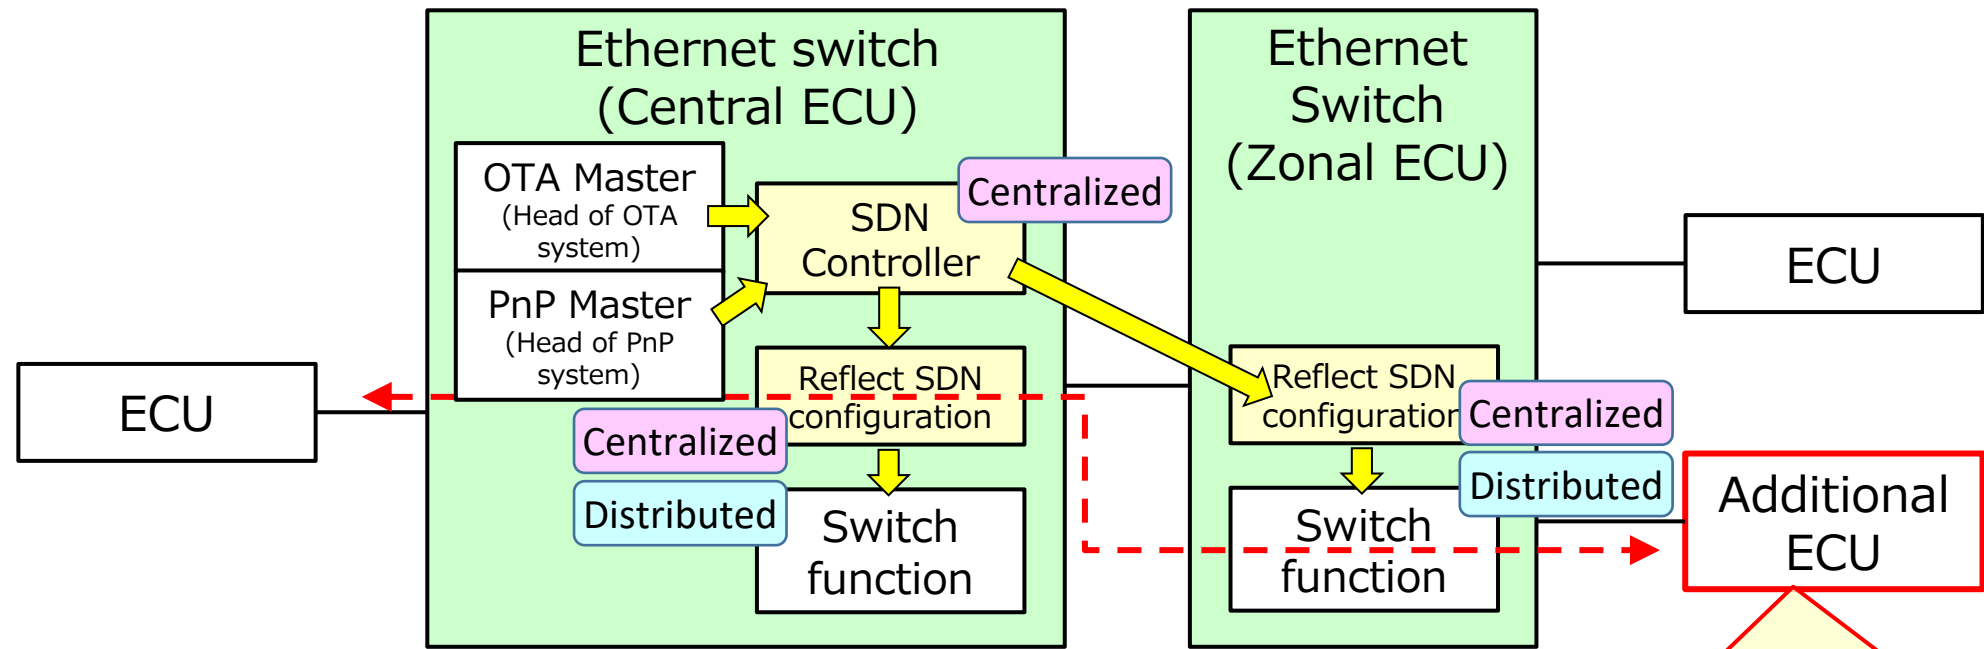 Ethernet switch
(Central ECU)
OTA Master
(Head of OTA
system)
PnP Master
(Head of PnP
system)
SDN
Controller
Centralized
Reflect SDN
configuration
Centralized
Distributed
Switch
function
ECU
Ethernet
Switch
(Zonal ECU)
Reflect SDN
configuration
Centralized
Distributed
Switch
function
ECU
Additional
ECU